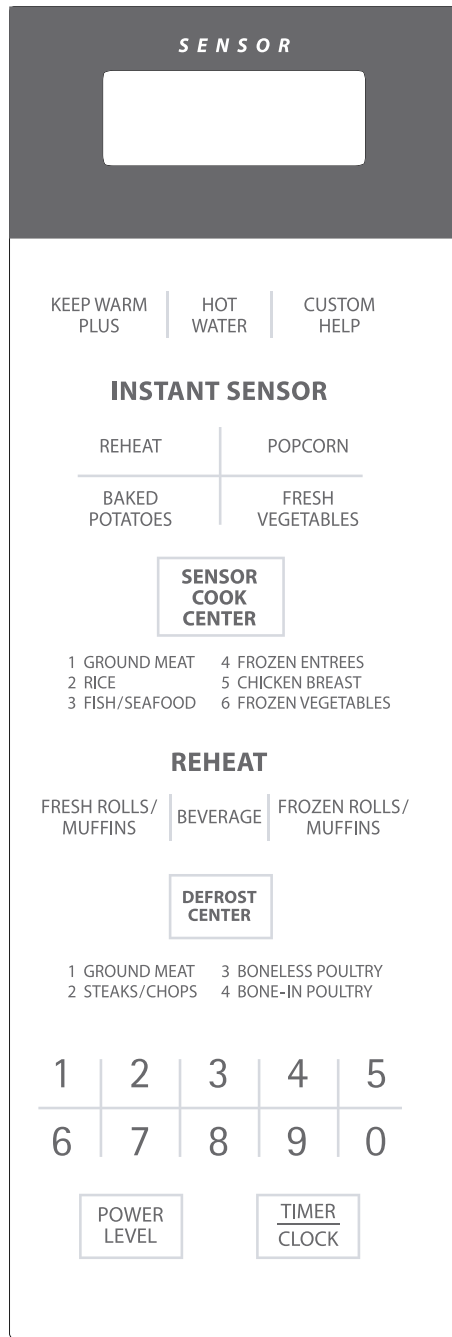 SENSOR
KEEP WARM PLUS
HOT WATER
CUSTOM HELP
INSTANT SENSOR
REHEAT
POPCORN
BAKED POTATOES
FRESH VEGETABLES
SENSOR
COOK
CENTER
1 GROUND MEAT
2 RICE
3 FISH/SEAFOOD
4 FROZEN ENTREES
5 CHICKEN BREAST
6 FROZEN VEGETABLES
REHEAT
FRESH ROLLS/
MUFFINS
BEVERAGE
FROZEN ROLLS/
MUFFINS
DEFROST
CENTER
1 GROUND MEAT
2 STEAKS/CHOPS
3 BONELESS POULTRY
4 BONE-IN POULTRY
1 2 3 4 5
6 7 8 9 0
POWER
LEVEL
TIMER
CLOCK